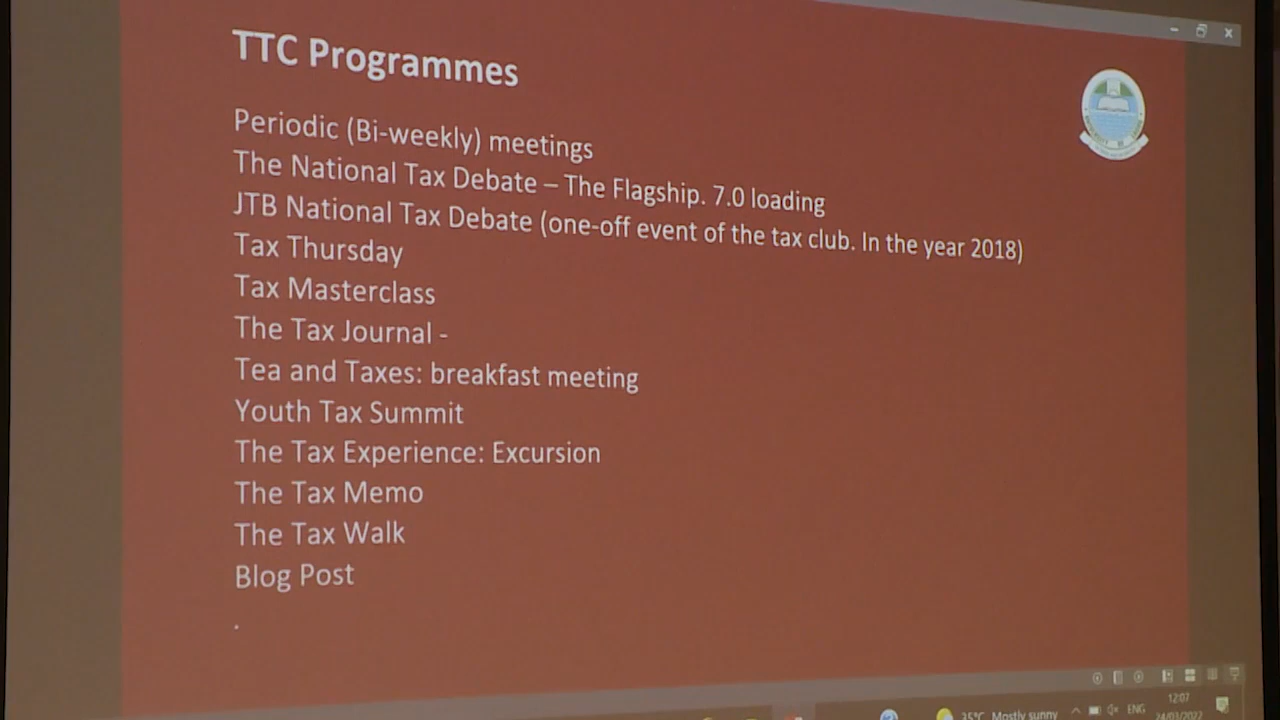 TTC Programmes
Periodic (Bi-weekly) meetings
The National Tax Debate – The Flagship. 7.0 loading
JTB National Tax Debate (one-off event of the tax club. In the year 2018)
Tax Thursday
Tax Masterclass
The Tax Journal -
Tea and Taxes: breakfast meeting
Youth Tax Summit
The Tax Experience: Excursion
The Tax Memo
The Tax Walk
Blog Post
.
35°C Mostly sunny
ENG
12:07
24/03/2022